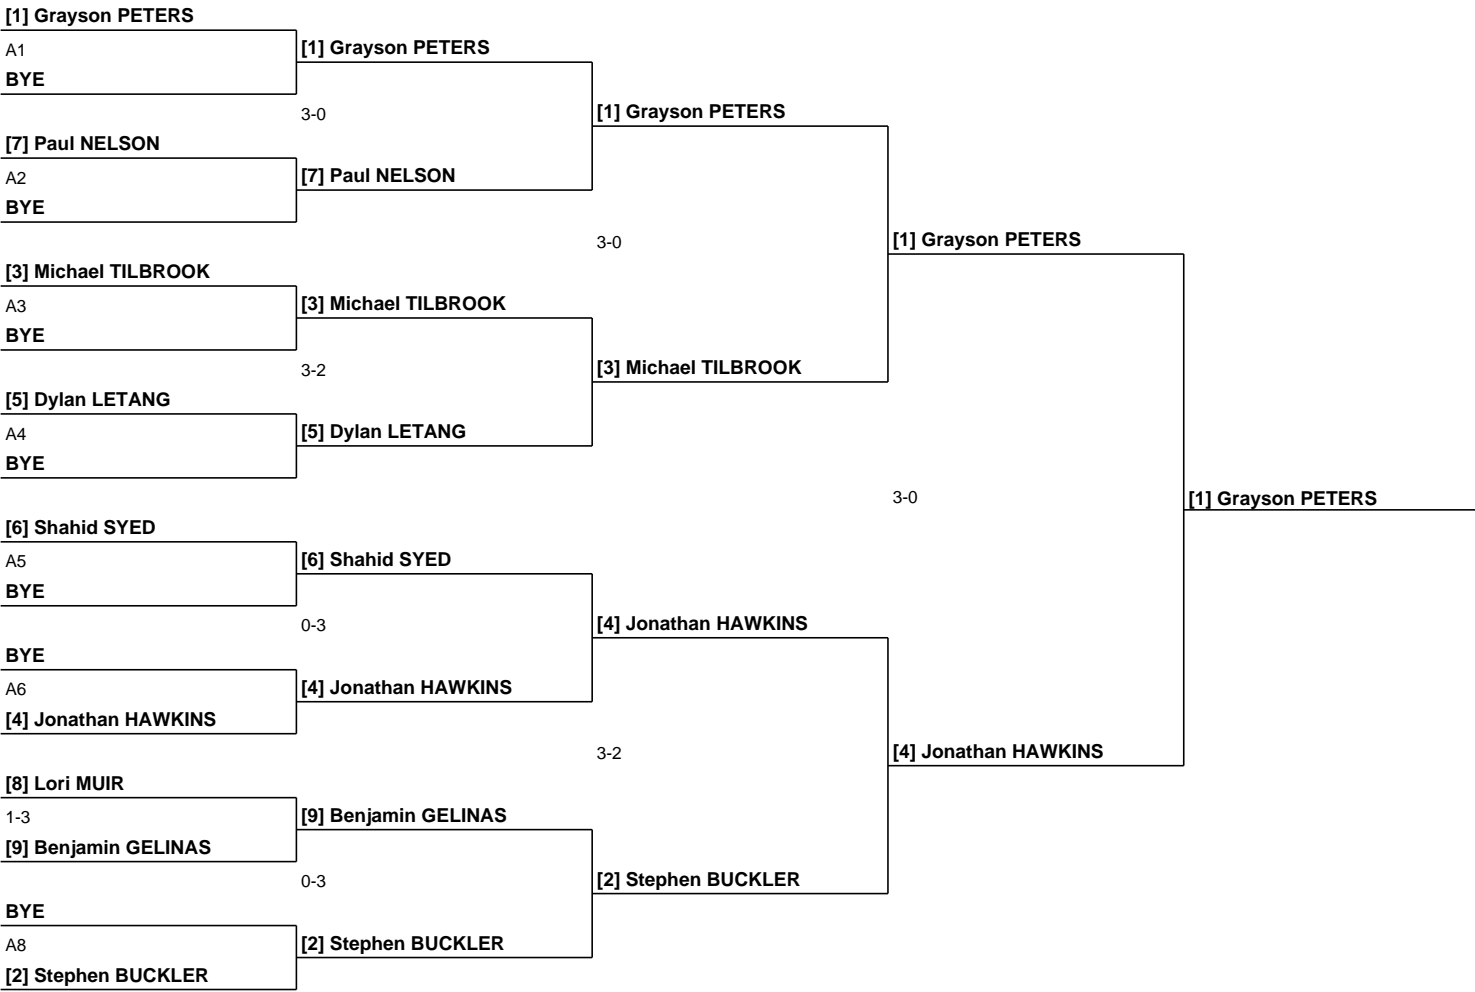 [1] Grayson PETERS
A1
[1] Grayson PETERS
BYE
3-0
[1] Grayson PETERS
[7] Paul NELSON
A2
[7] Paul NELSON
BYE
3-0
[1] Grayson PETERS
[3] Michael TILBROOK
A3
[3] Michael TILBROOK
BYE
3-2
[3] Michael TILBROOK
[5] Dylan LETANG
A4
[5] Dylan LETANG
BYE
3-0
[1] Grayson PETERS
[6] Shahid SYED
A5
[6] Shahid SYED
BYE
0-3
[4] Jonathan HAWKINS
BYE
A6
[4] Jonathan HAWKINS
[4] Jonathan HAWKINS
3-2
[4] Jonathan HAWKINS
[8] Lori MUIR
1-3
[9] Benjamin GELINAS
[9] Benjamin GELINAS
0-3
[2] Stephen BUCKLER
BYE
A8
[2] Stephen BUCKLER
[2] Stephen BUCKLER